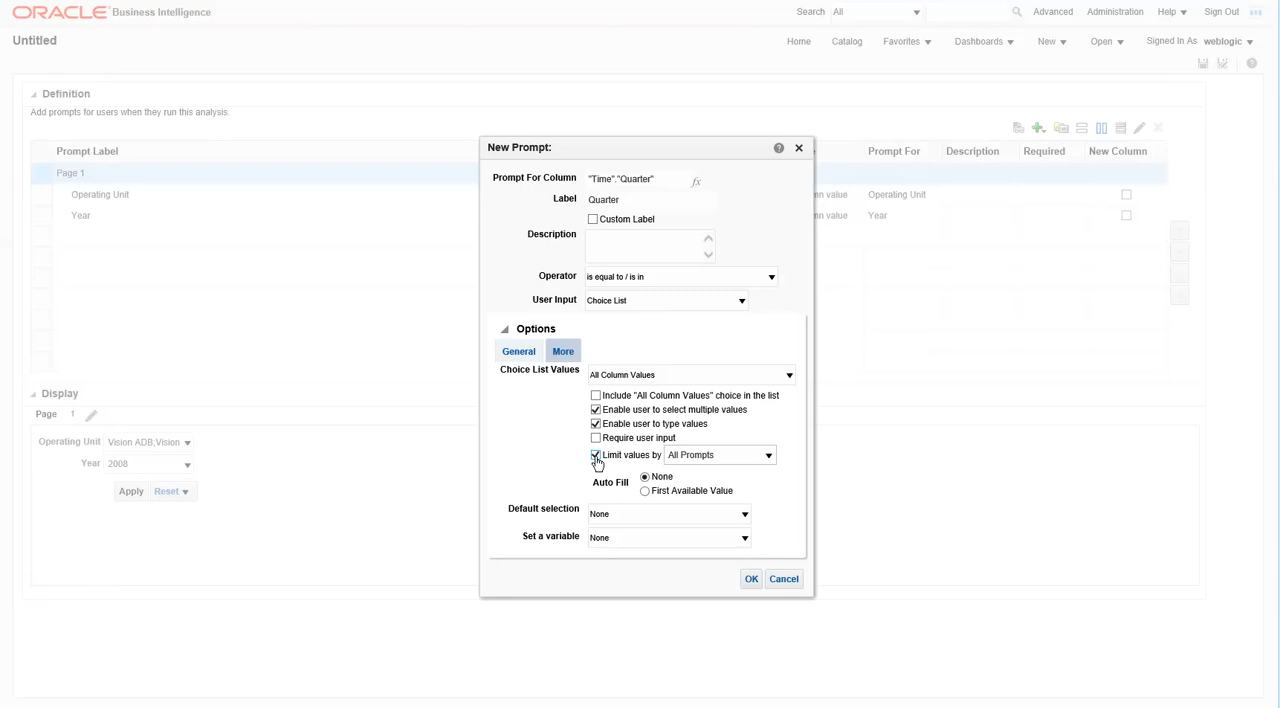 ORACLE Business Intelligence
Search All Advanced Administration Help Sign Out
Untitled
Home Catalog Favorites Dashboards New Open Signed In As weblogic
Definition
Add prompts for users when they run this analysis.
Prompt Label Prompt For Description Required New Column
Page 1
Operating Unit mn value Operating Unit
Year mn value Year
New Prompt:
Prompt For Column "Time"."Quarter" fx
Label Quarter
Custom Label
Description
Operator is equal to / is in
User Input Choice List
Options
General More
Choice List Values All Column Values
Include "All Column Values" choice in the list
Enable user to select multiple values
Enable user to type values
Require user input
Limit values by All Prompts
Auto Fill None
First Available Value
Default selection None
Set a variable None
OK Cancel
Display
Page 1
Operating Unit Vision ADB;Vision
Year 2008
Apply Reset